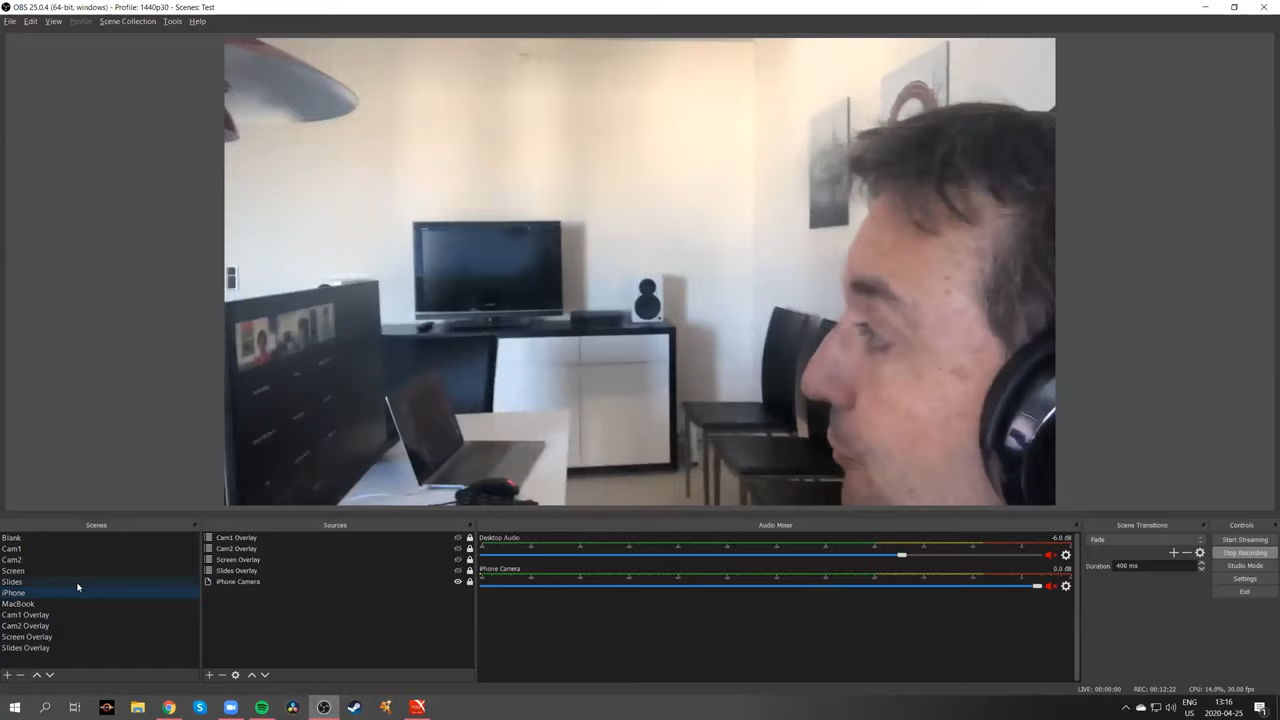 OBS 25.0.4 (64-bit, windows) - Profile: 1440p30 - Scenes: Test
File Edit View Profile Scene Collection Tools Help
Scenes
Blank
Cam1
Cam2
Screen
Slides
iPhone
MacBook
Cam1 Overlay
Cam2 Overlay
Screen Overlay
Slides Overlay
Sources
Cam1 Overlay
Cam2 Overlay
Screen Overlay
Slides Overlay
iPhone Camera
Audio Mixer
Desktop Audio -6.0 dB
iPhone Camera 0.0 dB
Scene Transitions
Fade
Duration 400 ms
Controls
Start Streaming
Stop Recording
Studio Mode
Settings
Exit
LIVE: 00:00:00 REC: 00:12:22 CPU: 14.0%, 30.00 fps
ENG
US
13:16
2020-04-25